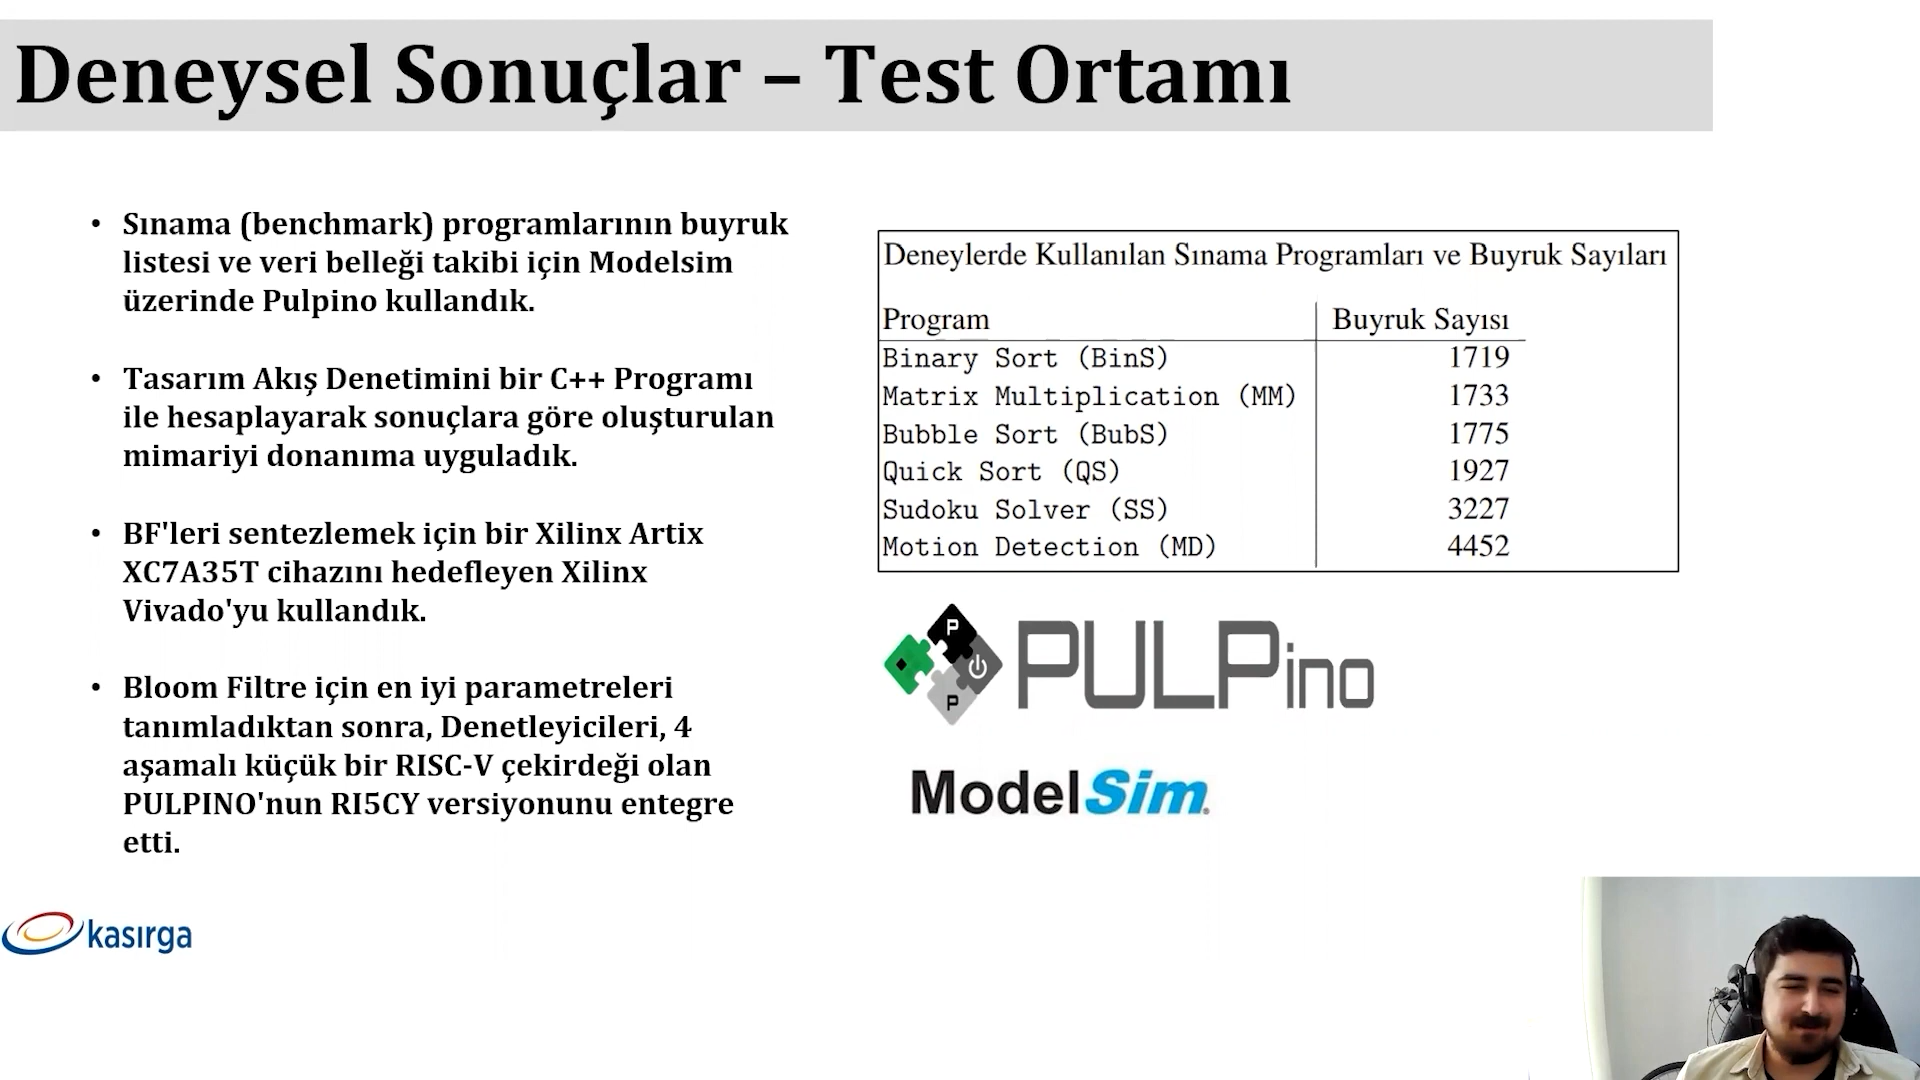 Deneysel Sonuçlar – Test Ortamı
• Sınama (benchmark) programlarının buyruk
listesi ve veri belleği takibi için Modelsim
üzerinde Pulpino kullandık.
• Tasarım Akış Denetimini bir C++ Programı
ile hesaplayarak sonuçlara göre oluşturulan
mimariyi donanıma uyguladık.
• BF'leri sentezlemek için bir Xilinx Artix
XC7A35T cihazını hedefleyen Xilinx
Vivado'yu kullandık.
• Bloom Filtre için en iyi parametreleri
tanımladıktan sonra, Denetleyicileri, 4
aşamalı küçük bir RISC-V çekirdeği olan
PULPINO'nun RI5CY versiyonunu entegre
etti.
Deneylerde Kullanılan Sınama Programları ve Buyruk Sayıları
Program Buyruk Sayısı
Binary Sort (BinS) 1719
Matrix Multiplication (MM) 1733
Bubble Sort (BubS) 1775
Quick Sort (QS) 1927
Sudoku Solver (SS) 3227
Motion Detection (MD) 4452
P
P
PULPino
ModelSim
kasırga